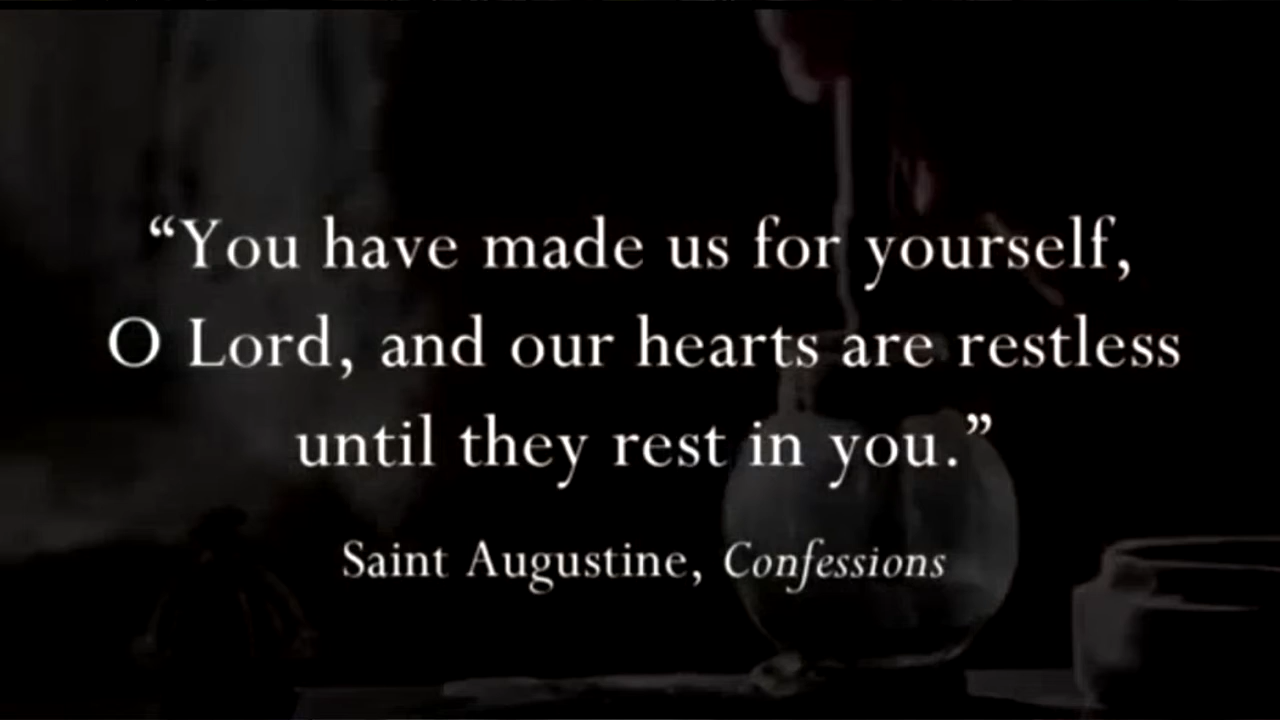 “You have made us for yourself,
O Lord, and our hearts are restless
until they rest in you.”
Saint Augustine, Confessions